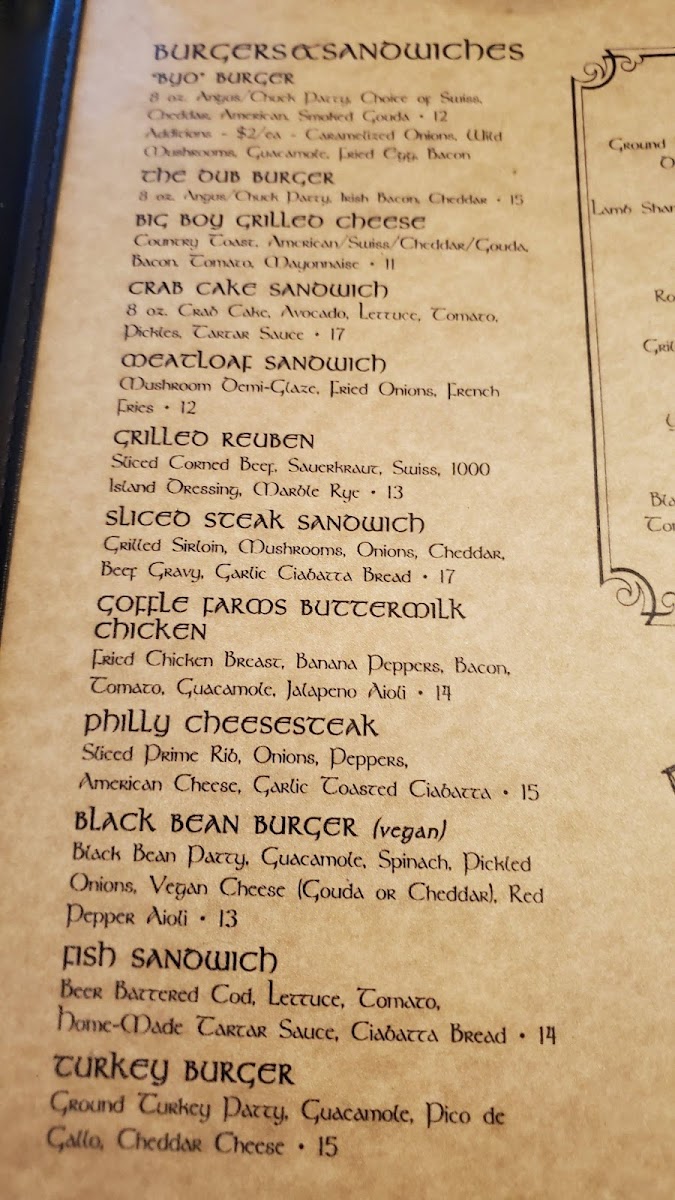 BURGERS & SANDWICHES
"BYO" BURGER
8 oz. Angus/Chuck Patty, Choice of Swiss,
Cheddar, American, Smoked Gouda • 12
Additions - $2/ea - Caramelized Onions, Wild
Mushrooms, Guacamole, Fried Egg, Bacon
THE DUB BURGER
8 oz. Angus/Chuck Patty, Irish Bacon, Cheddar • 15
BIG BOY GRILLED CHEESE
Country Toast, American/Swiss/Cheddar/Gouda,
Bacon, Tomato, Mayonnaise • 11
CRAB CAKE SANDWICH
8 oz. Crab Cake, Avocado, Lettuce, Tomato,
Pickles, Tartar Sauce • 17
MEATLOAF SANDWICH
Mushroom Demi-Glaze, Fried Onions, French
Fries • 12
GRILLED REUBEN
Sliced Corned Beef, Sauerkraut, Swiss, 1000
Island Dressing, Marble Rye • 13
SLICED STEAK SANDWICH
Grilled Sirloin, Mushrooms, Onions, Cheddar,
Beef Gravy, Garlic Ciabatta Bread • 17
GOFFLE FARMS BUTTERMILK
CHICKEN
Fried Chicken Breast, Banana Peppers, Bacon,
Tomato, Guacamole, Jalapeno Aioli • 14
PHILLY CHEESESTEAK
Sliced Prime Rib, Onions, Peppers,
American Cheese, Garlic Toasted Ciabatta • 15
BLACK BEAN BURGER (vegan)
Black Bean Patty, Guacamole, Spinach, Pickled
Onions, Vegan Cheese (Gouda or Cheddar), Red
Pepper Aioli • 13
FISH SANDWICH
Beer Battered Cod, Lettuce, Tomato,
Home-Made Tartar Sauce, Ciabatta Bread • 14
TURKEY BURGER
Ground Turkey Patty, Guacamole, Pico de
Gallo, Cheddar Cheese • 15
Ground
Lamb